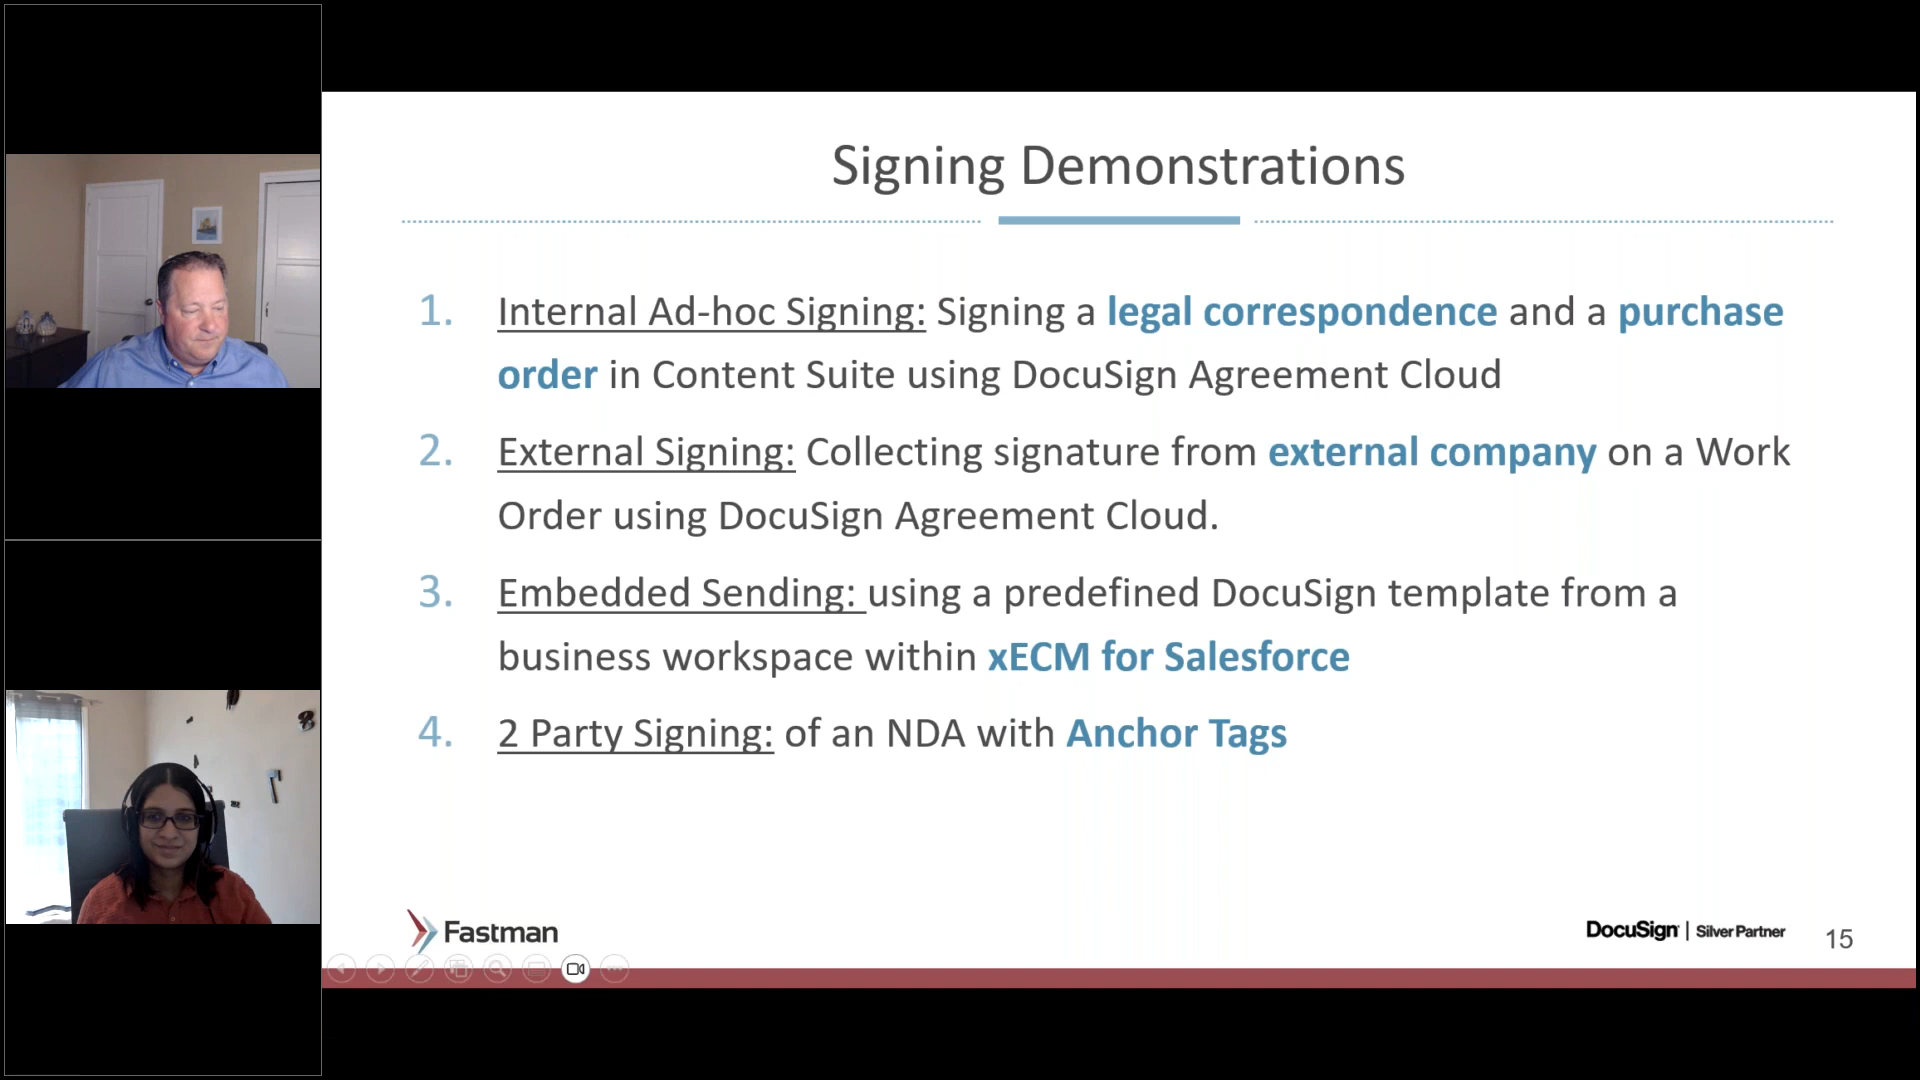 Signing Demonstrations
1. Internal Ad-hoc Signing: Signing a legal correspondence and a purchase
order in Content Suite using DocuSign Agreement Cloud
2. External Signing: Collecting signature from external company on a Work
Order using DocuSign Agreement Cloud.
3. Embedded Sending: using a predefined DocuSign template from a
business workspace within xECM for Salesforce
4. 2 Party Signing: of an NDA with Anchor Tags
Fastman
DocuSign | Silver Partner
15